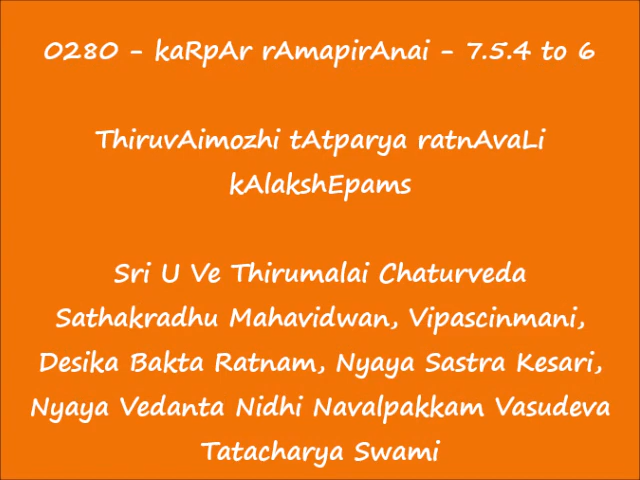 0280 - kaRpAr rAmapirAnai - 7.5.4 to 6
ThiruvAimozhi tAtparya ratnAvaLi
kAlakshEpams
Sri U Ve Thirumalai Chaturveda
Sathakradhu Mahavidwan, Vipascinmani,
Desika Bakta Ratnam, Nyaya Sastra Kesari,
Nyaya Vedanta Nidhi Navalpakkam Vasudeva
Tatacharya Swami